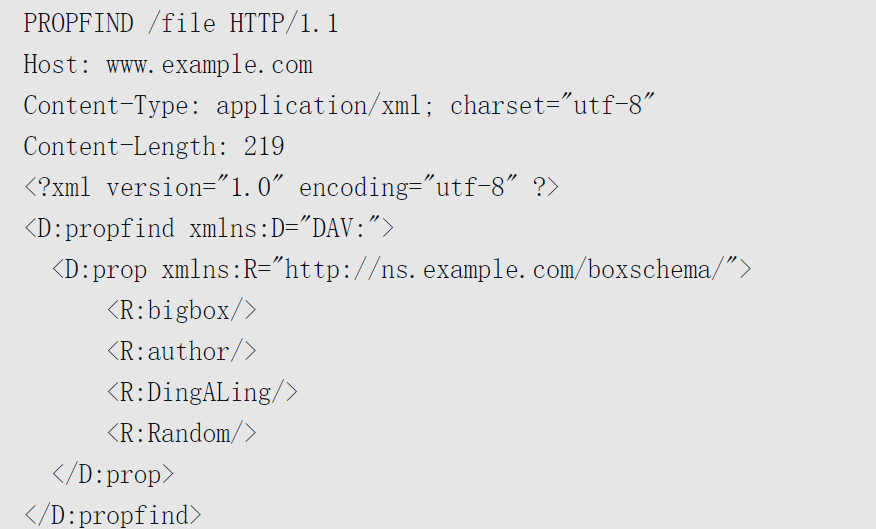 PROPFIND /file HTTP/1.1
Host: www.example.com
Content-Type: application/xml; charset="utf-8"
Content-Length: 219
<?xml version="1.0" encoding="utf-8" ?>
<D:propfind xmlns:D="DAV:">
  <D:prop xmlns:R="http://ns.example.com/boxschema/">
      <R:bigbox/>
      <R:author/>
      <R:DingALing/>
      <R:Random/>
  </D:prop>
</D:propfind>